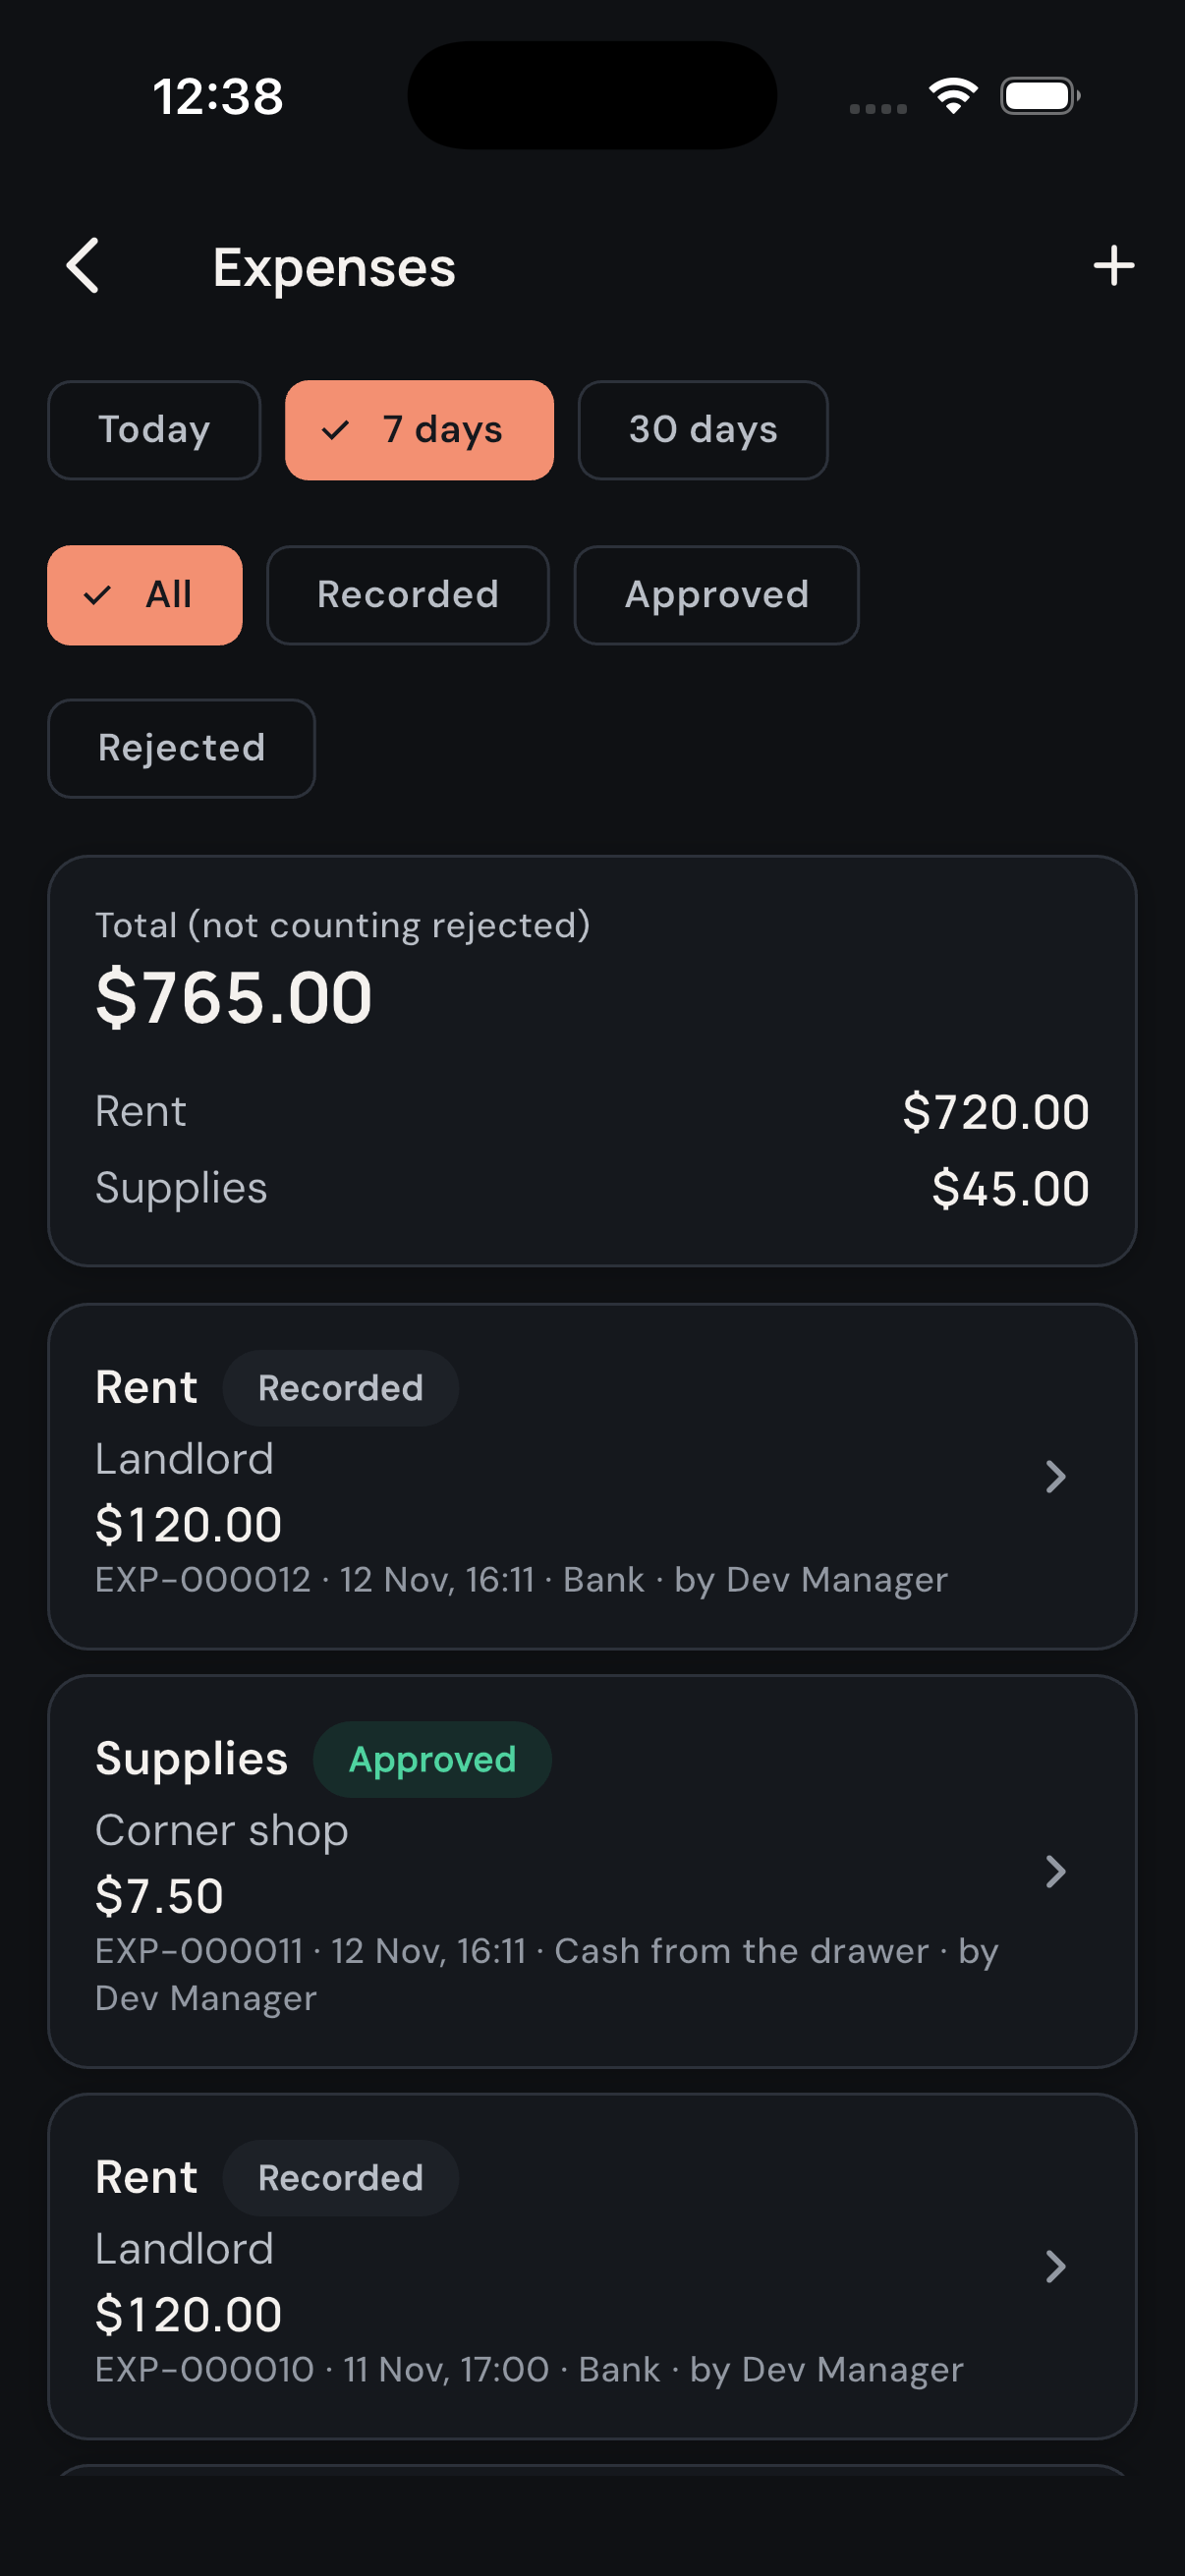 12:38
Expenses
Today
7 days
30 days
All
Recorded
Approved
Rejected
Total (not counting rejected)
$765.00
Rent $720.00
Supplies $45.00
Rent Recorded
Landlord
$120.00
EXP-000012 · 12 Nov, 16:11 · Bank · by Dev Manager
Supplies Approved
Corner shop
$7.50
EXP-000011 · 12 Nov, 16:11 · Cash from the drawer · by
Dev Manager
Rent Recorded
Landlord
$120.00
EXP-000010 · 11 Nov, 17:00 · Bank · by Dev Manager